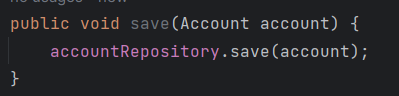 public void save(Account account) {
accountRepository.save(account);
}